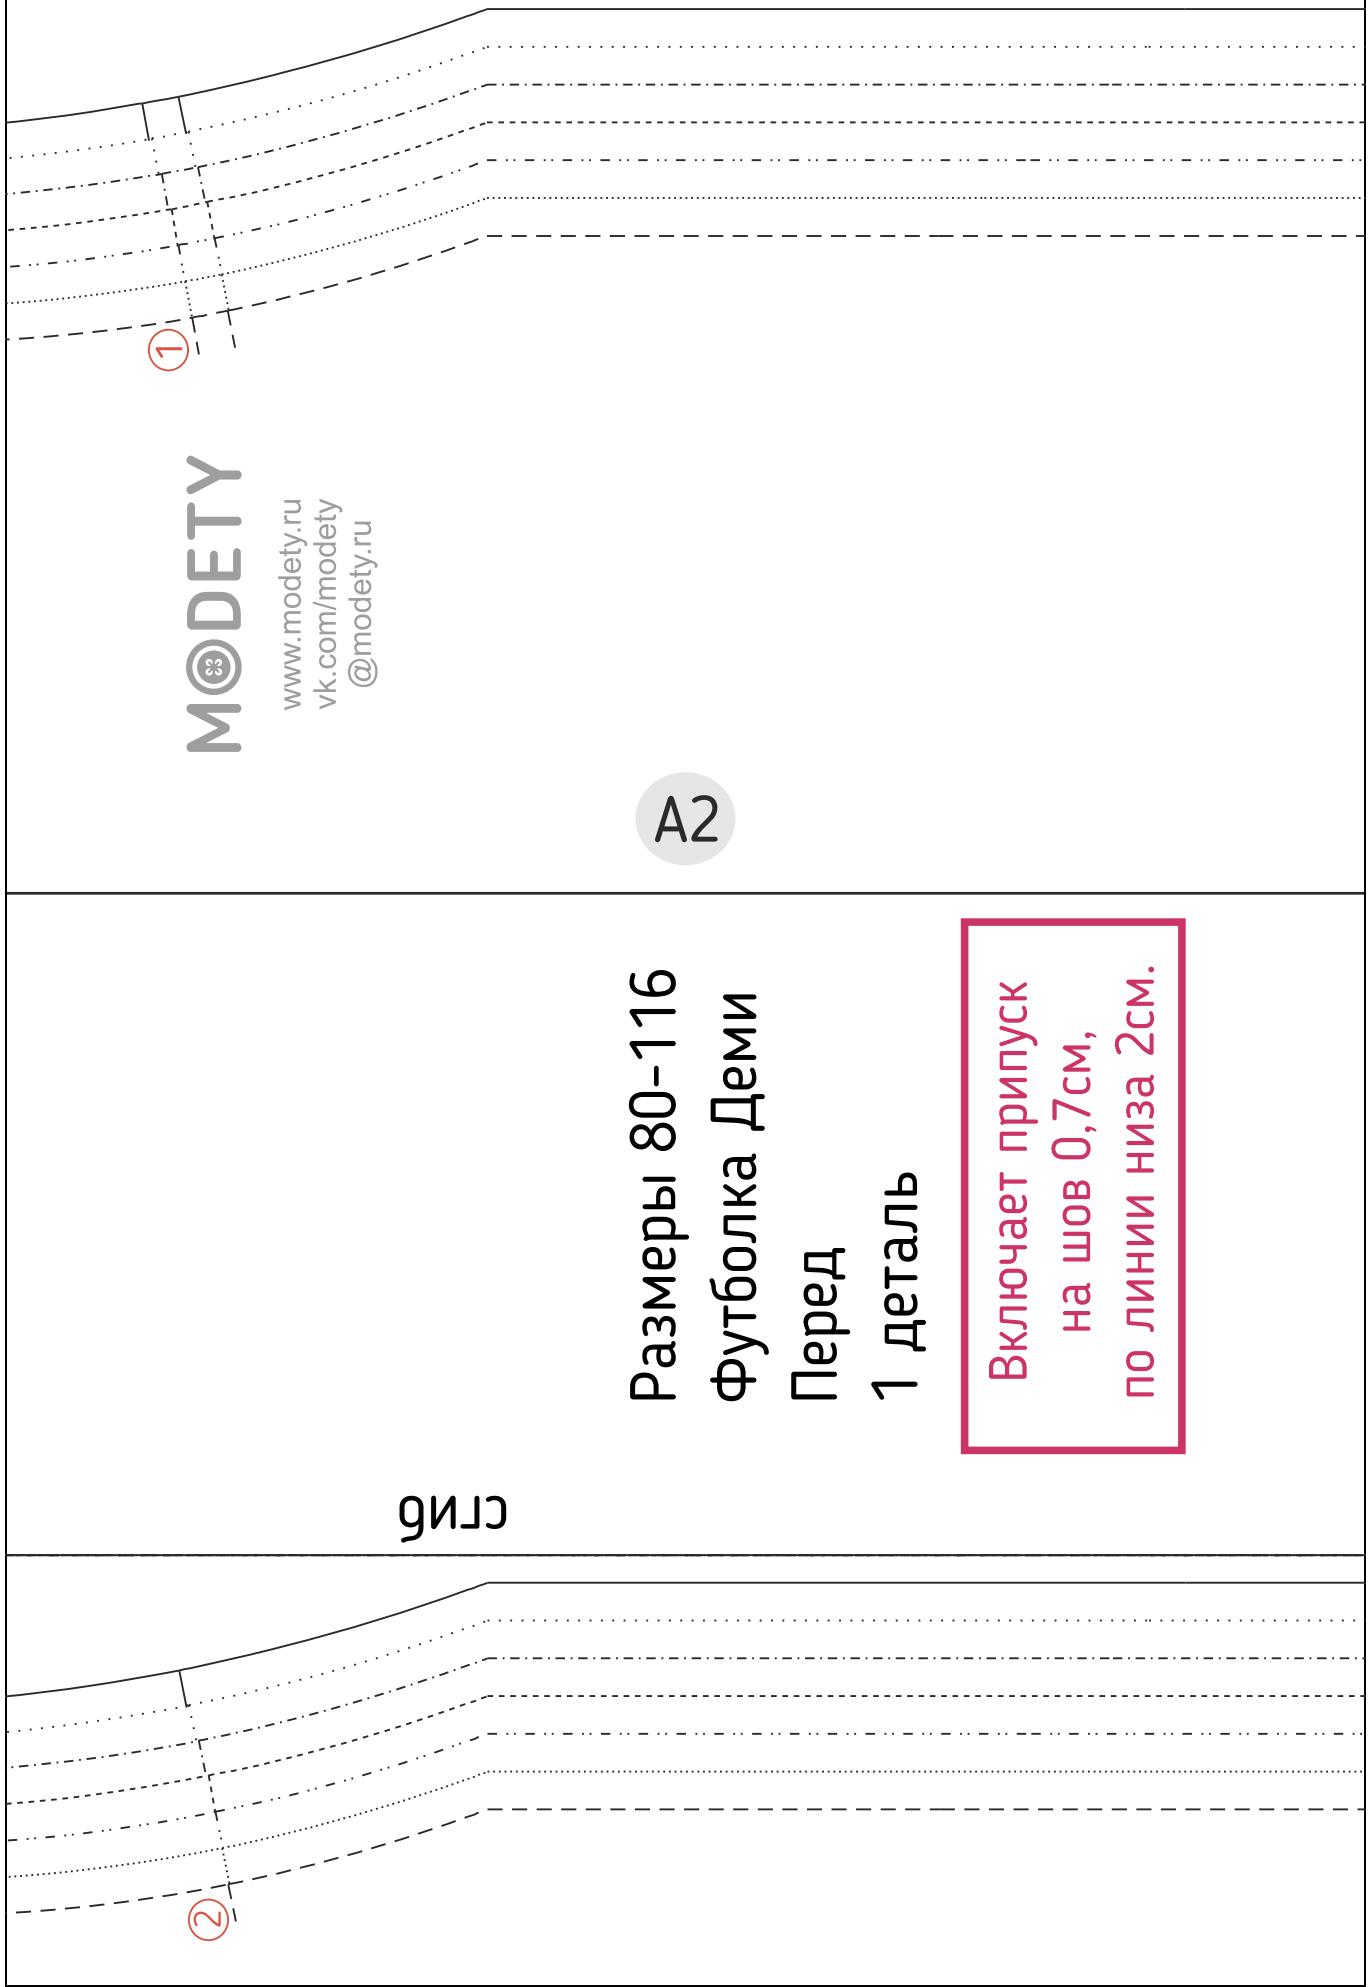 1
MODETY
www.modety.ru
vk.com/modety
@modety.ru
A2
Размеры 80-116
Футболка Деми
Перед
1 деталь
Включает припуск
на шов 0,7см,
по линии низа 2см.
сгиб
2